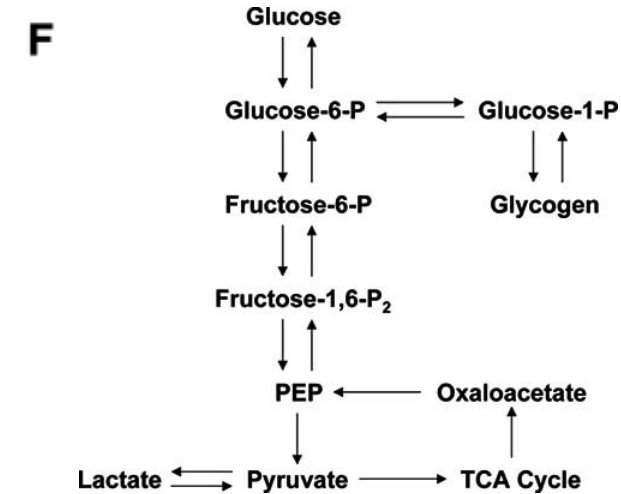 F
Glucose
Glucose-6-P
Glucose-1-P
Fructose-6-P
Glycogen
Fructose-1,6-P₂
PEP
Oxaloacetate
Lactate
Pyruvate
TCA Cycle